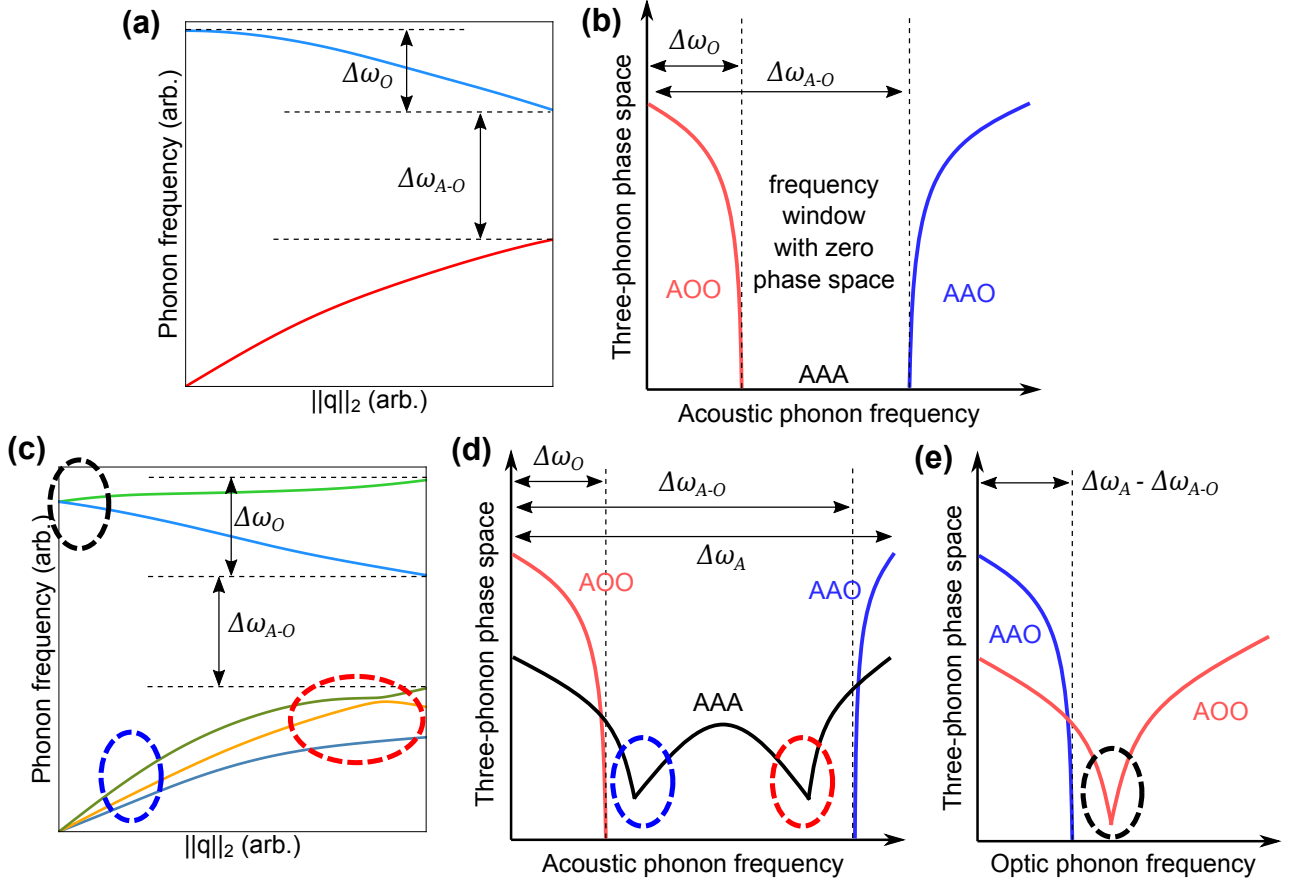 (a)
Phonon frequency (arb.)
Δω_O
Δω_A-O
||q||₂ (arb.)
(b)
Three-phonon phase space
Δω_O
Δω_A-O
frequency
window
with zero
phase space
AOO
AAO
AAA
Acoustic phonon frequency
(c)
Phonon frequency (arb.)
Δω_O
Δω_A-O
||q||₂ (arb.)
(d)
Three-phonon phase space
Δω_O
Δω_A-O
Δω_A
AOO
AAO
AAA
Acoustic phonon frequency
(e)
Three-phonon phase space
Δω_A - Δω_A-O
AAO
AOO
Optic phonon frequency